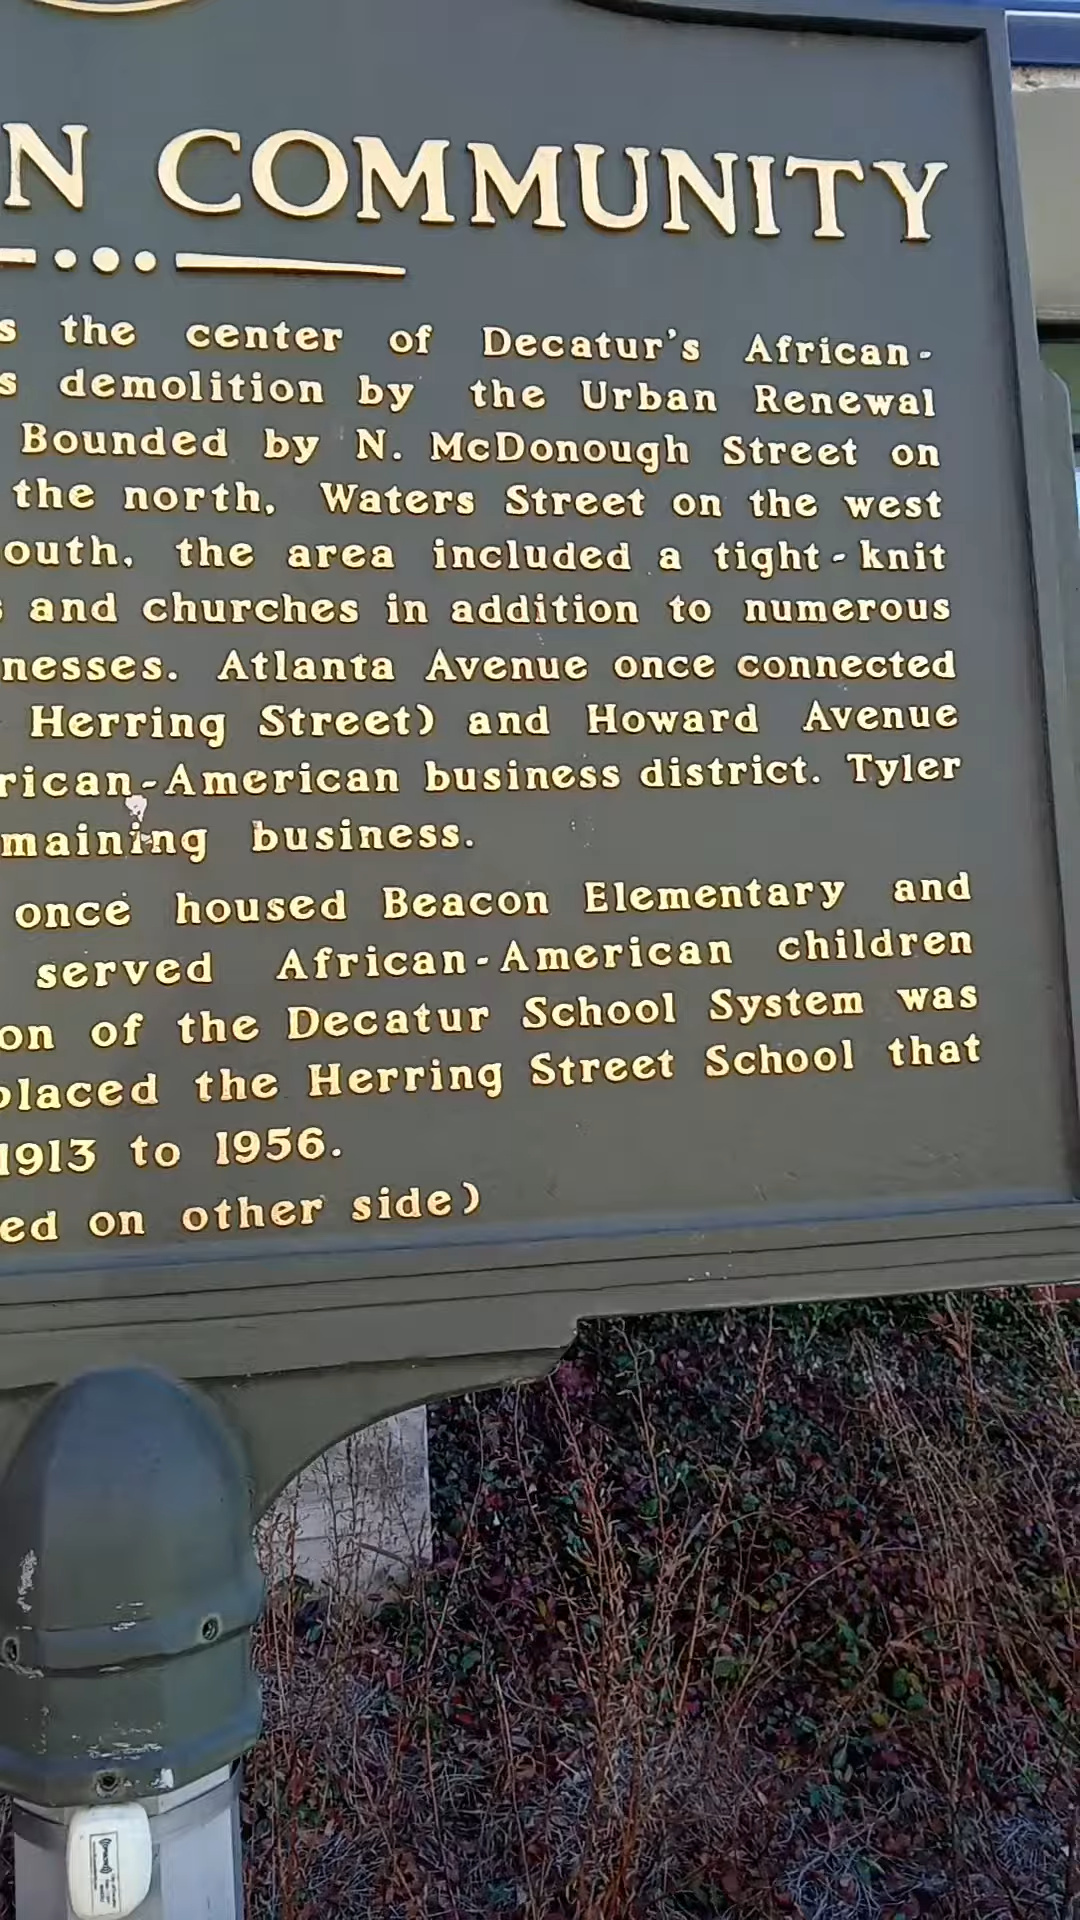 N COMMUNITY
s the center of Decatur's African-
s demolition by the Urban Renewal
Bounded by N. McDonough Street on
the north, Waters Street on the west
outh, the area included a tight-knit
s and churches in addition to numerous
nesses. Atlanta Avenue once connected
Herring Street) and Howard Avenue
rican-American business district. Tyler
maining business.
once housed Beacon Elementary and
served African-American children
on of the Decatur School System was
placed the Herring Street School that
1913 to 1956.
ed on other side)